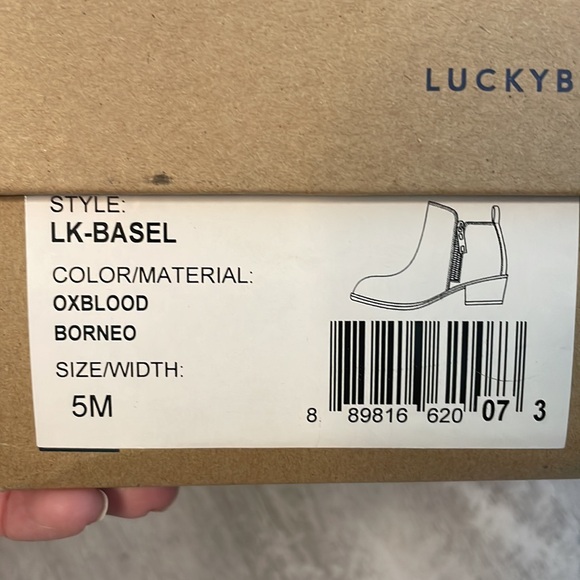 LUCKYB
STYLE:
LK-BASEL
COLOR/MATERIAL:
OXBLOOD
BORNEO
SIZE/WIDTH:
5M
8 89816 620 07 3